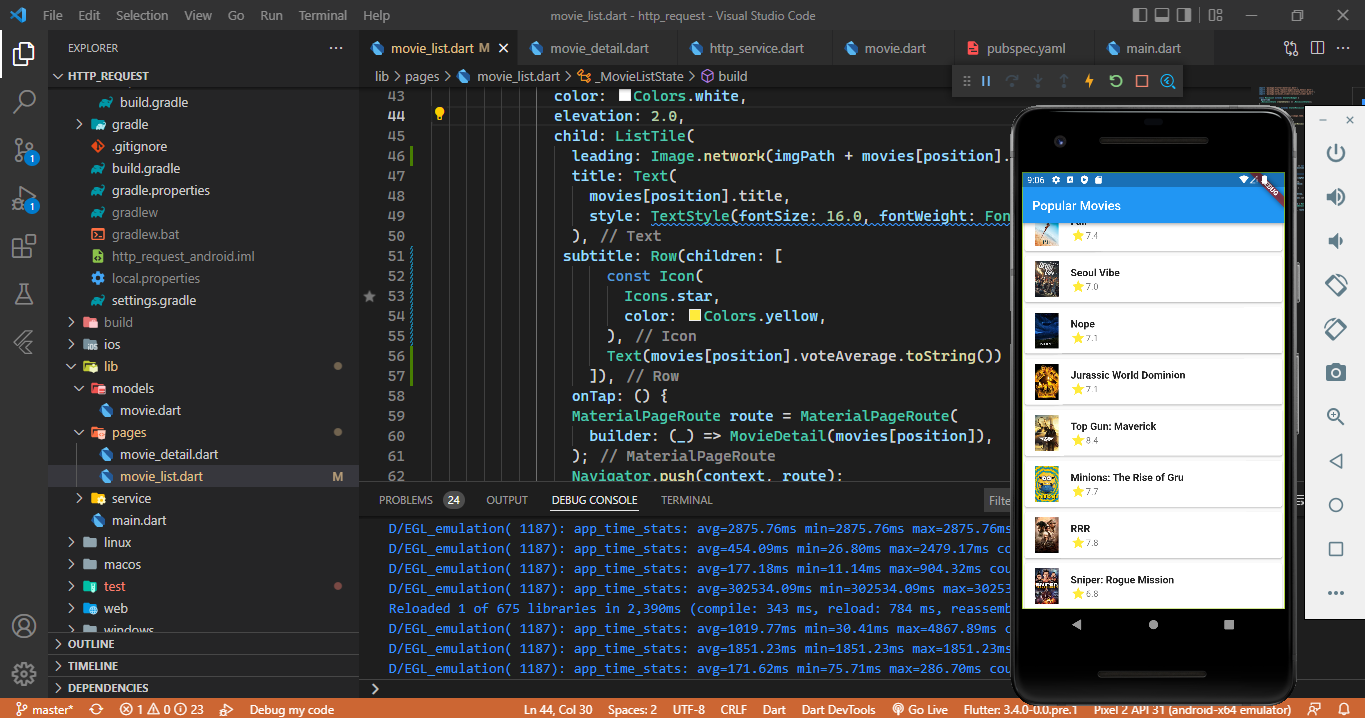 File Edit Selection View Go Run Terminal Help
movie_list.dart - http_request - Visual Studio Code
EXPLORER
HTTP_REQUEST
build.gradle
gradle
.gitignore
build.gradle
gradle.properties
gradlew
gradlew.bat
http_request_android.iml
local.properties
settings.gradle
build
ios
lib
models
movie.dart
pages
movie_detail.dart
movie_list.dart M
service
main.dart
linux
macos
test
web
windows
OUTLINE
TIMELINE
DEPENDENCIES
1
1
movie_list.dart M
movie_detail.dart
http_service.dart
movie.dart
pubspec.yaml
main.dart
lib > pages > movie_list.dart > _MovieListState > build
43 color: Colors.white,
44 elevation: 2.0,
45 child: ListTile(
46 leading: Image.network(imgPath + movies[position].
47 title: Text(
48 movies[position].title,
49 style: TextStyle(fontSize: 16.0, fontWeight: Fon
50 ), // Text
51 subtitle: Row(children: [
52 const Icon(
53 Icons.star,
54 color: Colors.yellow,
55 ), // Icon
56 Text(movies[position].voteAverage.toString())
57 ]), // Row
58 onTap: () {
59 MaterialPageRoute route = MaterialPageRoute(
60 builder: (_) => MovieDetail(movies[position]),
61 ); // MaterialPageRoute
62 Navigator.push(context, route);
PROBLEMS 24 OUTPUT DEBUG CONSOLE TERMINAL Filte
D/EGL_emulation( 1187): app_time_stats: avg=2875.76ms min=2875.76ms max=2875.76ms
D/EGL_emulation( 1187): app_time_stats: avg=454.09ms min=26.80ms max=2479.17ms co
D/EGL_emulation( 1187): app_time_stats: avg=177.18ms min=11.14ms max=904.32ms cou
D/EGL_emulation( 1187): app_time_stats: avg=302534.09ms min=302534.09ms max=30253
Reloaded 1 of 675 libraries in 2,390ms (compile: 343 ms, reload: 784 ms, reassemb
D/EGL_emulation( 1187): app_time_stats: avg=1019.77ms min=30.41ms max=4867.89ms c
D/EGL_emulation( 1187): app_time_stats: avg=1851.23ms min=1851.23ms max=1851.23ms
D/EGL_emulation( 1187): app_time_stats: avg=171.62ms min=75.71ms max=286.70ms cou
9:06
DEBUG
Popular Movies
7.4
Seoul Vibe
7.0
Nope
7.1
Jurassic World Dominion
7.1
Top Gun: Maverick
8.4
Minions: The Rise of Gru
7.7
RRR
7.8
Sniper: Rogue Mission
6.8
master* 1 0 23 Debug my code Ln 44, Col 30 Spaces: 2 UTF-8 CRLF Dart Dart DevTools Go Live Flutter: 3.4.0-0.0.pre.1 Pixel 2 API 31 (android-x64 emulator)